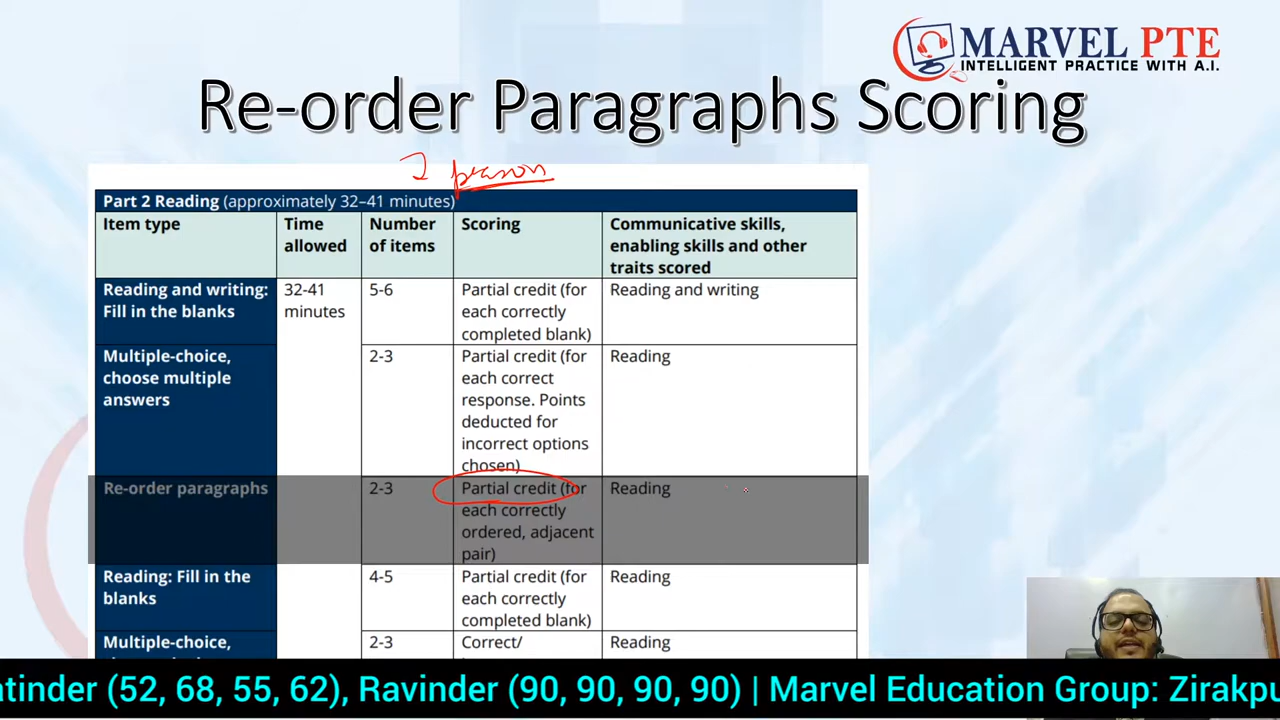 MARVEL PTE
INTELLIGENT PRACTICE WITH A.I.
Re-order Paragraphs Scoring
Part 2 Reading (approximately 32–41 minutes)
Item type
Time allowed
Number of items
Scoring
Communicative skills, enabling skills and other traits scored
Reading and writing: Fill in the blanks
32-41 minutes
5-6
Partial credit (for each correctly completed blank)
Reading and writing
Multiple-choice, choose multiple answers
2-3
Partial credit (for each correct response. Points deducted for incorrect options chosen)
Reading
Re-order paragraphs
2-3
Partial credit (for each correctly ordered, adjacent pair)
Reading
Reading: Fill in the blanks
4-5
Partial credit (for each correctly completed blank)
Reading
Multiple-choice,
2-3
Correct/
Reading
atinder (52, 68, 55, 62), Ravinder (90, 90, 90, 90) | Marvel Education Group: Zirakpu